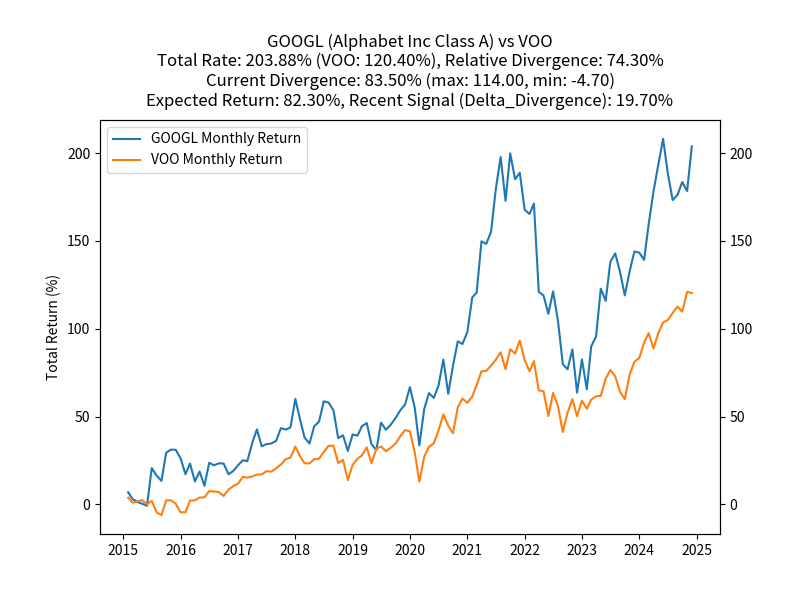 GOOGL (Alphabet Inc Class A) vs VOO
Total Rate: 203.88% (VOO: 120.40%), Relative Divergence: 74.30%
Current Divergence: 83.50% (max: 114.00, min: -4.70)
Expected Return: 82.30%, Recent Signal (Delta_Divergence): 19.70%
GOOGL Monthly Return
VOO Monthly Return
Total Return (%)
200
150
100
50
0
200
150
100
50
0
2015 2016 2017 2018 2019 2020 2021 2022 2023 2024 2025